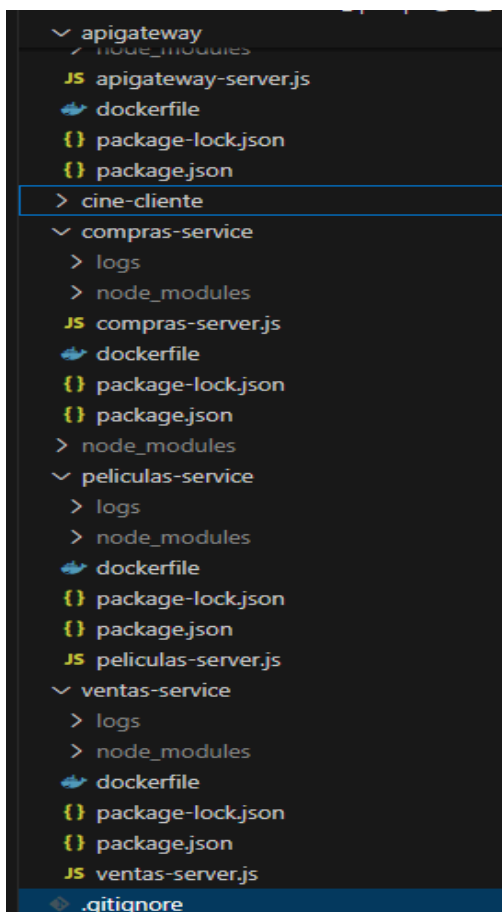 apigateway
node_modules
JS apigateway-server.js
dockerfile
{} package-lock.json
{} package.json
cine-cliente
compras-service
logs
node_modules
JS compras-server.js
dockerfile
{} package-lock.json
{} package.json
node_modules
peliculas-service
logs
node_modules
dockerfile
{} package-lock.json
{} package.json
JS peliculas-server.js
ventas-service
logs
node_modules
dockerfile
{} package-lock.json
{} package.json
JS ventas-server.js
.gitignore